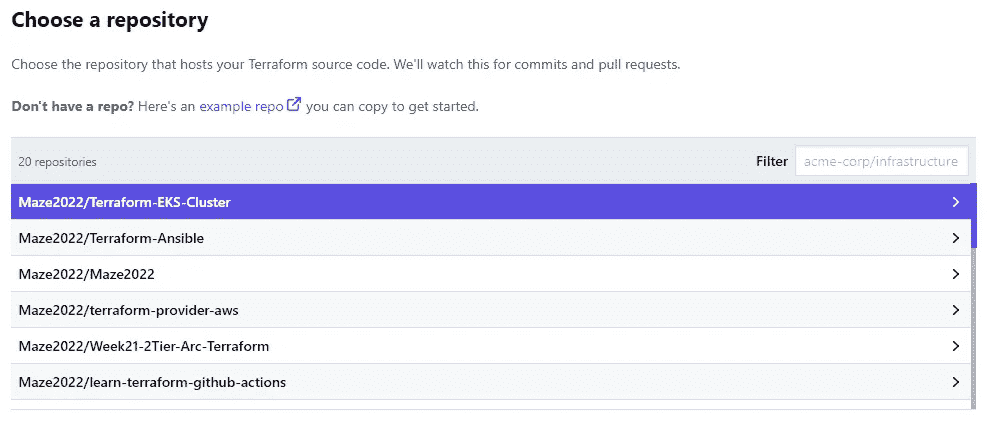 Choose a repository
Choose the repository that hosts your Terraform source code. We'll watch this for commits and pull requests.
Don't have a repo? Here's an example repo you can copy to get started.
20 repositories Filter acme-corp/infrastructure
Maze2022/Terraform-EKS-Cluster
Maze2022/Terraform-Ansible
Maze2022/Maze2022
Maze2022/terraform-provider-aws
Maze2022/Week21-2Tier-Arc-Terraform
Maze2022/learn-terraform-github-actions